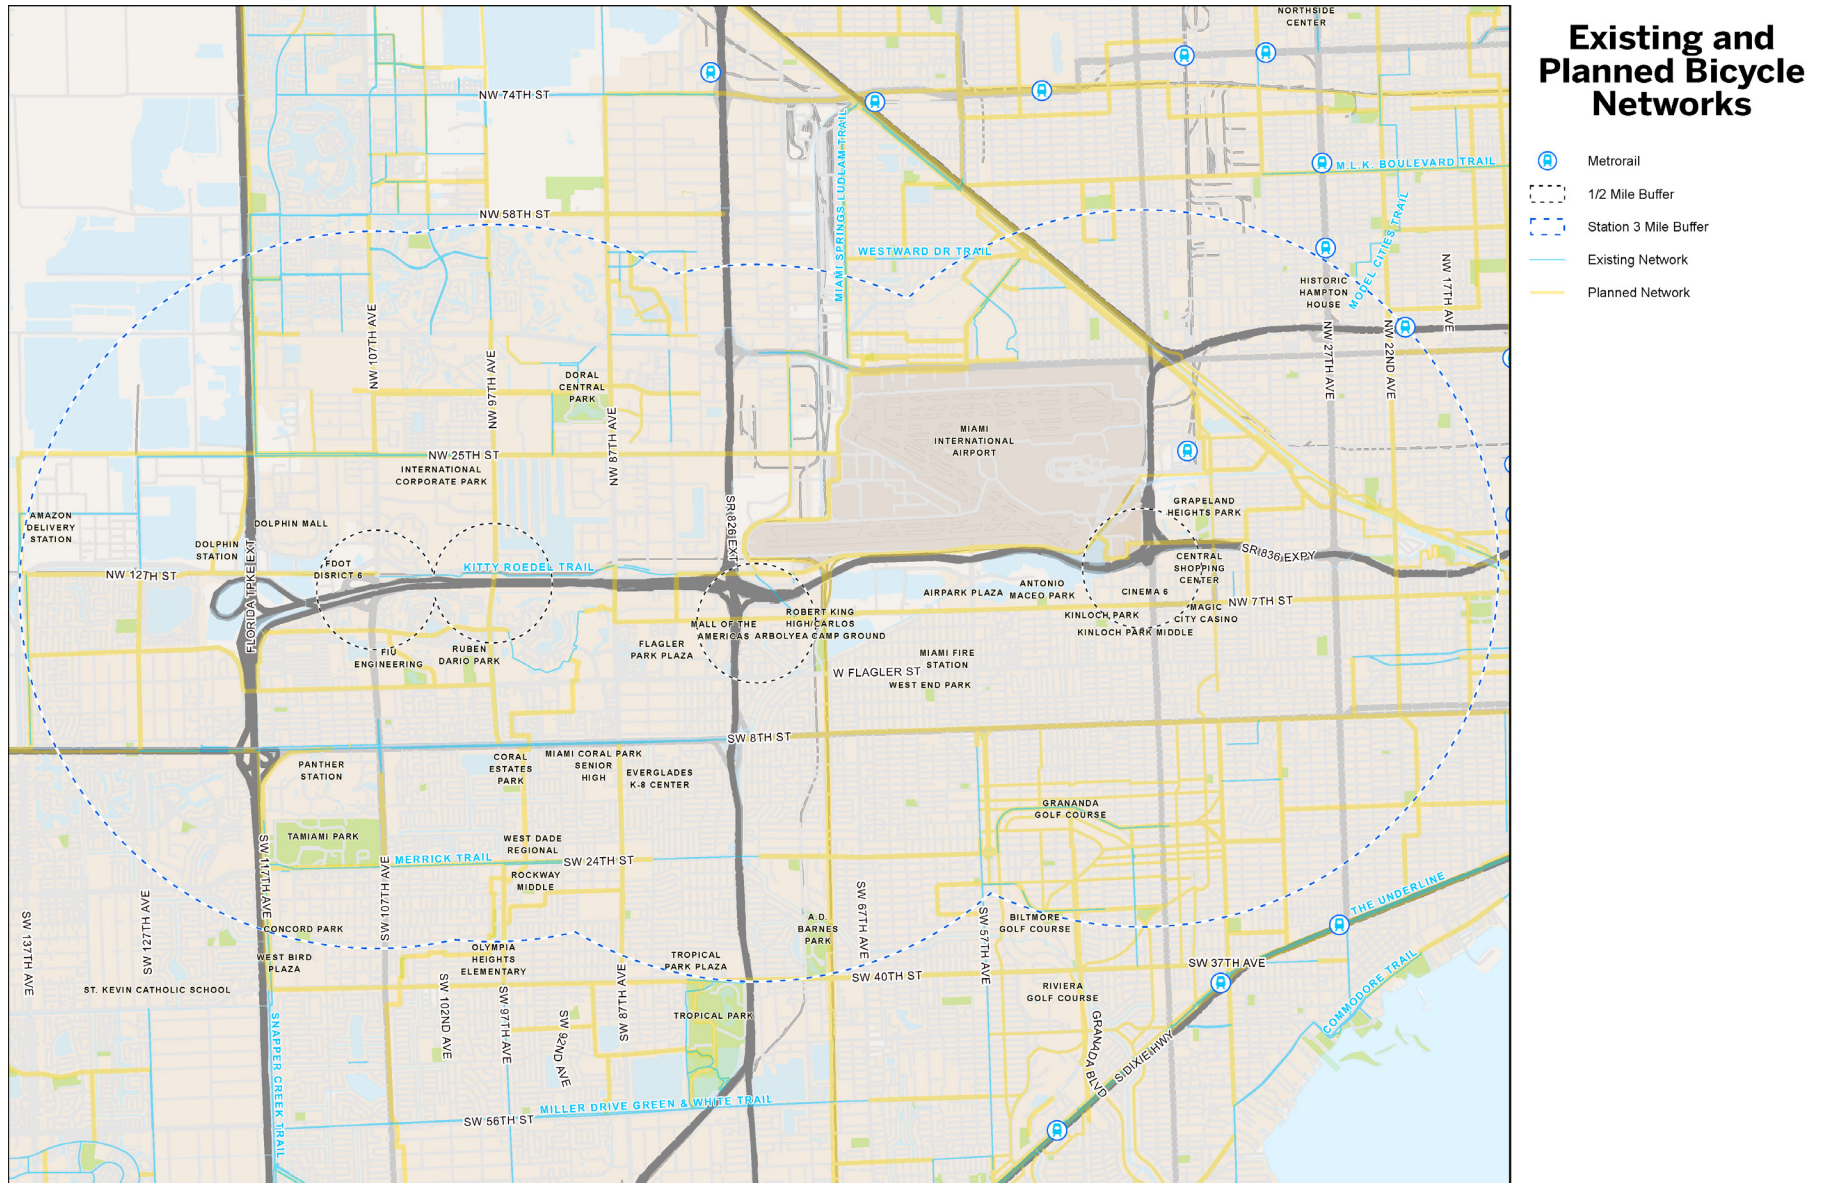 Existing and
Planned Bicycle
Networks
Metrorail
1/2 Mile Buffer
Station 3 Mile Buffer
Existing Network
Planned Network
NORTHSIDE
CENTER
NW 74TH ST
MIAMI SPRINGS LUDLAM TRAIL
M.L.K. BOULEVARD TRAIL
MODEL CITIES TRAIL
NW 58TH ST
WESTWARD DR TRAIL
NW 17TH AVE
HISTORIC
HAMPTON
HOUSE
NW 107TH AVE
NW 97TH AVE
NW 27TH AVE
NW 22ND AVE
DORAL
CENTRAL
PARK
NW 87TH AVE
MIAMI
INTERNATIONAL
AIRPORT
NW 25TH ST
INTERNATIONAL
CORPORATE PARK
SR 826 EXT
GRAPELAND
HEIGHTS PARK
AMAZON
DELIVERY
STATION
DOLPHIN MALL
DOLPHIN
STATION
FLORIDA TPKE EXT
FDOT
DISRICT 6
KITTY ROEDEL TRAIL
NW 12TH ST
SR 836 EXPY
CENTRAL
SHOPPING
CENTER
ANTONIO
MACEO PARK
AIRPARK PLAZA
CINEMA 6
NW 7TH ST
MAGIC
CITY CASINO
KINLOCH PARK
KINLOCH PARK MIDDLE
ROBERT KING
HIGH/CARLOS
ARBOLYEA CAMP GROUND
MALL OF THE
AMERICAS
FLAGLER
PARK PLAZA
FIU
ENGINEERING
RUBEN
DARIO PARK
MIAMI FIRE
STATION
W FLAGLER ST
WEST END PARK
SW 8TH ST
PANTHER
STATION
CORAL
ESTATES
PARK
MIAMI CORAL PARK
SENIOR
HIGH
EVERGLADES
K-8 CENTER
GRANANDA
GOLF COURSE
TAMIAMI PARK
WEST DADE
REGIONAL
MERRICK TRAIL
SW 24TH ST
ROCKWAY
MIDDLE
SW 117TH AVE
SW 107TH AVE
SW 127TH AVE
SW 137TH AVE
SW 67TH AVE
SW 57TH AVE
A.D.
BARNES
PARK
BILTMORE
GOLF COURSE
THE UNDERLINE
CONCORD PARK
WEST BIRD
PLAZA
OLYMPIA
HEIGHTS
ELEMENTARY
TROPICAL
PARK PLAZA
SW 40TH ST
SW 37TH AVE
ST. KEVIN CATHOLIC SCHOOL
RIVIERA
GOLF COURSE
COMMODORE TRAIL
SW 102ND AVE
SW 97TH AVE
SW 92ND AVE
SW 87TH AVE
TROPICAL PARK
GRANADA BLVD
S DIXIE HWY
SNAPPER CREEK TRAIL
MILLER DRIVE GREEN & WHITE TRAIL
SW 56TH ST